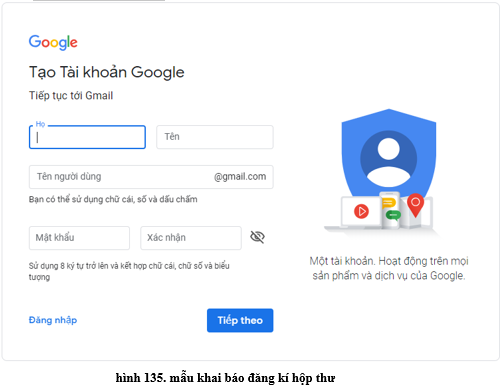 Google
Tạo Tài khoản Google
Tiếp tục tới Gmail
Họ
Tên
Tên người dùng @gmail.com
Bạn có thể sử dụng chữ cái, số và dấu chấm
Mật khẩu Xác nhận
Sử dụng 8 ký tự trở lên và kết hợp chữ cái, chữ số và biểu
tượng
Đăng nhập Tiếp theo
Một tài khoản. Hoạt động trên mọi
sản phẩm và dịch vụ của Google.
hình 135. mẫu khai báo đăng kí hộp thư